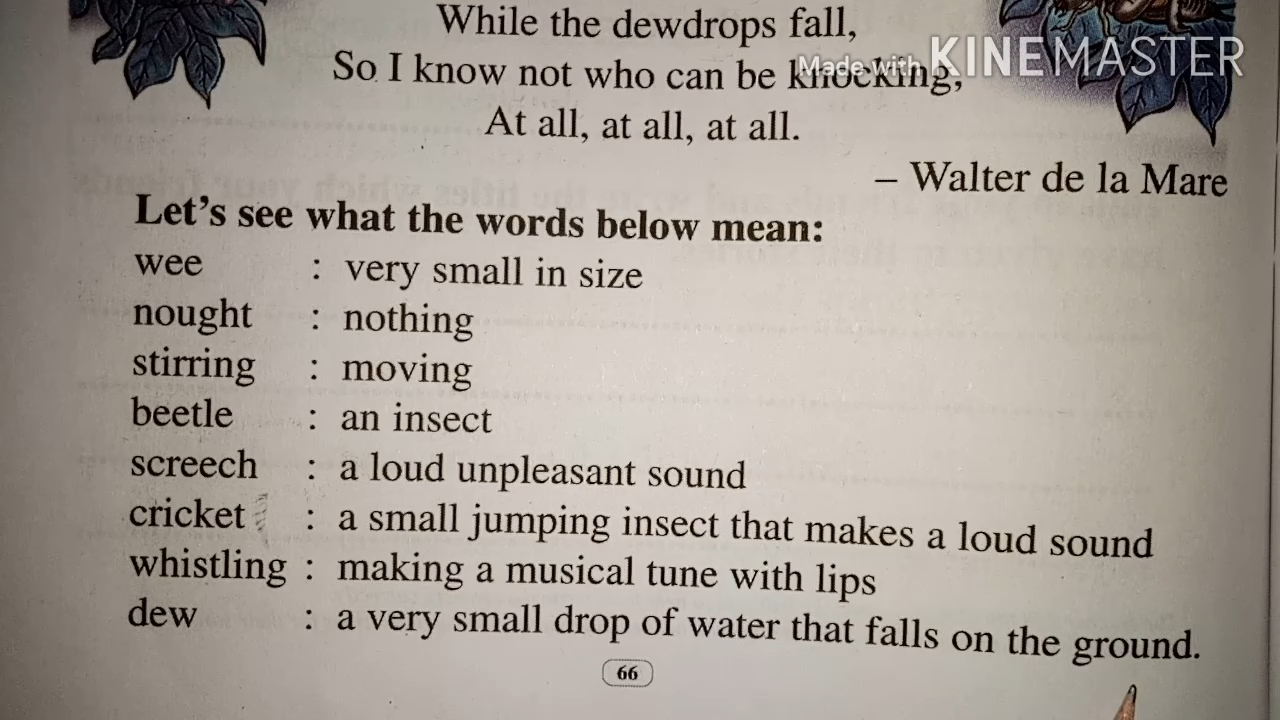 While the dewdrops fall,
So I know not who can be knocking,
At all, at all, at all.
– Walter de la Mare
Made with KINEMASTER
Let's see what the words below mean:
wee : very small in size
nought : nothing
stirring : moving
beetle : an insect
screech : a loud unpleasant sound
cricket : a small jumping insect that makes a loud sound
whistling : making a musical tune with lips
dew : a very small drop of water that falls on the ground.
66